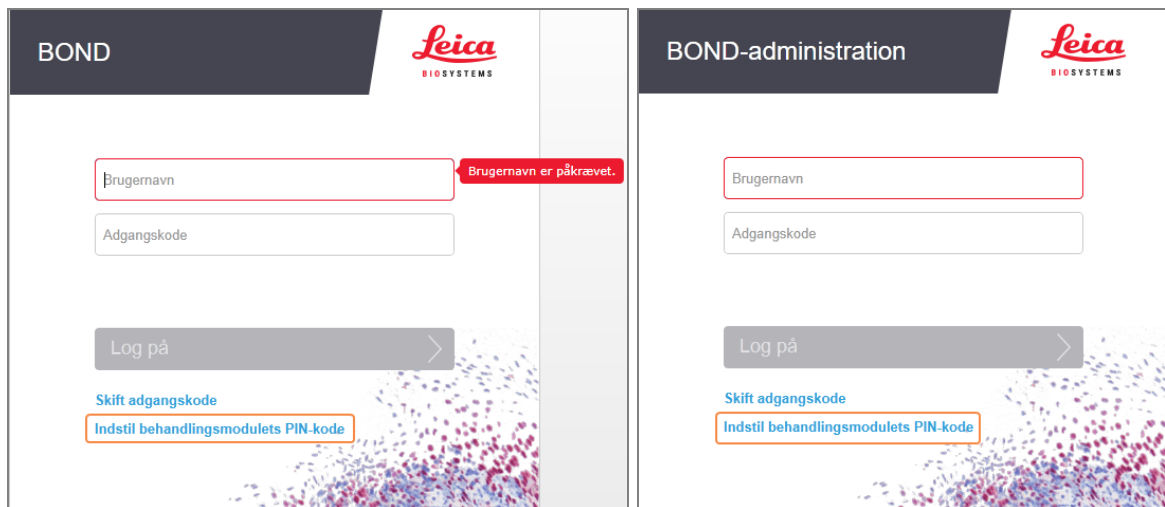 BOND
Leica
BIOSYSTEMS
Brugernavn
Brugernavn er påkrævet.
Adgangskode
Log på
Skift adgangskode
Indstil behandlingsmodulets PIN-kode
BOND-administration
Leica
BIOSYSTEMS
Brugernavn
Adgangskode
Log på
Skift adgangskode
Indstil behandlingsmodulets PIN-kode